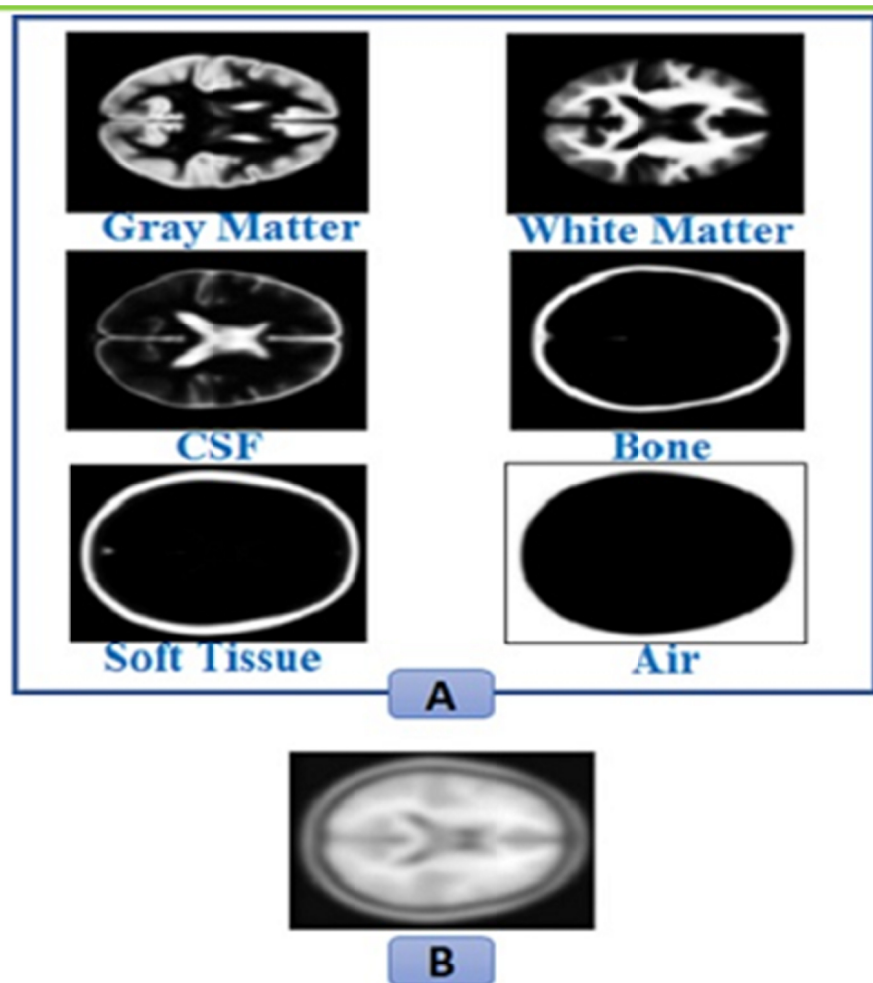 Gray Matter
White Matter
CSF
Bone
Soft Tissue
Air
A
B